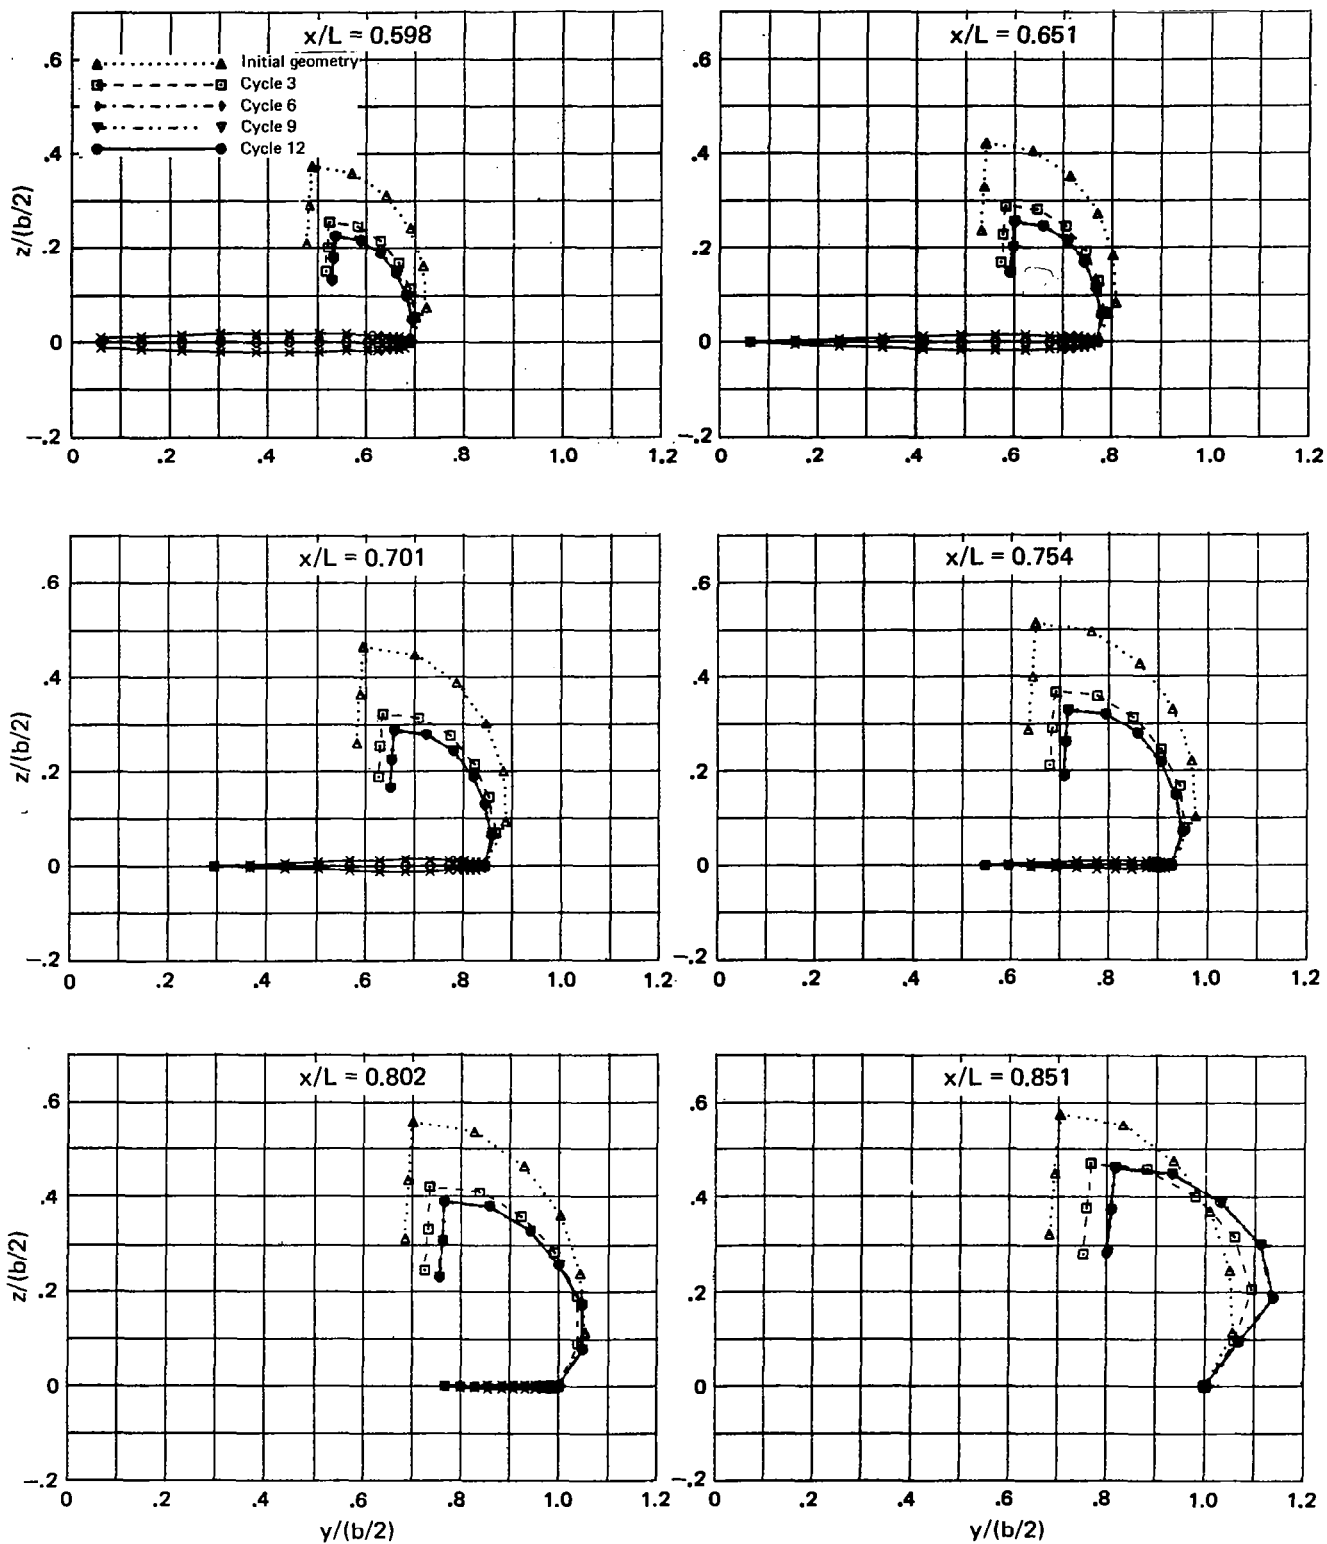 x/L = 0.598
Initial geometry
Cycle 3
Cycle 6
Cycle 9
Cycle 12
z/(b/2)
.6
.4
.2
0
-.2
0 .2 .4 .6 .8 1.0 1.2
x/L = 0.651
-.2
0 .2 .4 .6 .8 1.0 1.2
x/L = 0.701
z/(b/2)
.6
.4
.2
0
-.2
0 .2 .4 .6 .8 1.0 1.2
x/L = 0.754
.6
.4
.2
0
-.2
0 .2 .4 .6 .8 1.0 1.2
x/L = 0.802
z/(b/2)
.6
.4
.2
0
-.2
0 .2 .4 .6 .8 1.0 1.2
y/(b/2)
x/L = 0.851
.6
.4
.2
0
-.2
0 .2 .4 .6 .8 1.0 1.2
y/(b/2)